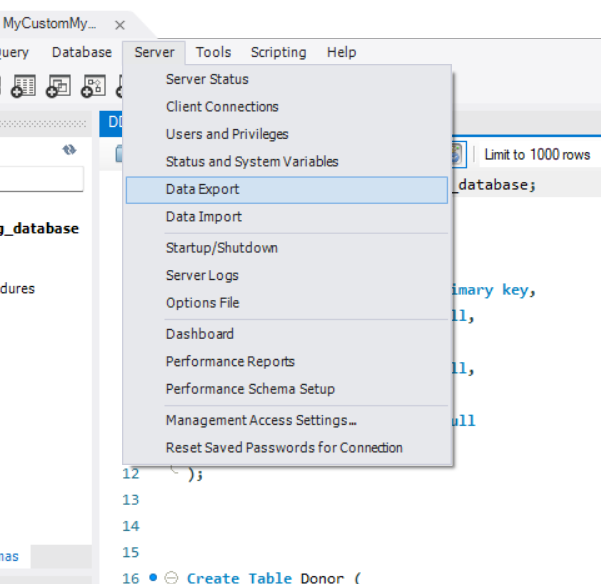 MyCustomMy...
Database Server Tools Scripting Help
Server Status
Client Connections
Users and Privileges
Status and System Variables
Limit to 1000 rows
Data Export
_database;
Data Import
g_database
Startup/Shutdown
Server Logs
dures
imary key,
Options File
ll,
Dashboard
Performance Reports
ll,
Performance Schema Setup
Management Access Settings...
ull
Reset Saved Passwords for Connection
12 );
13
14
15
mas
16 Create Table Donor (